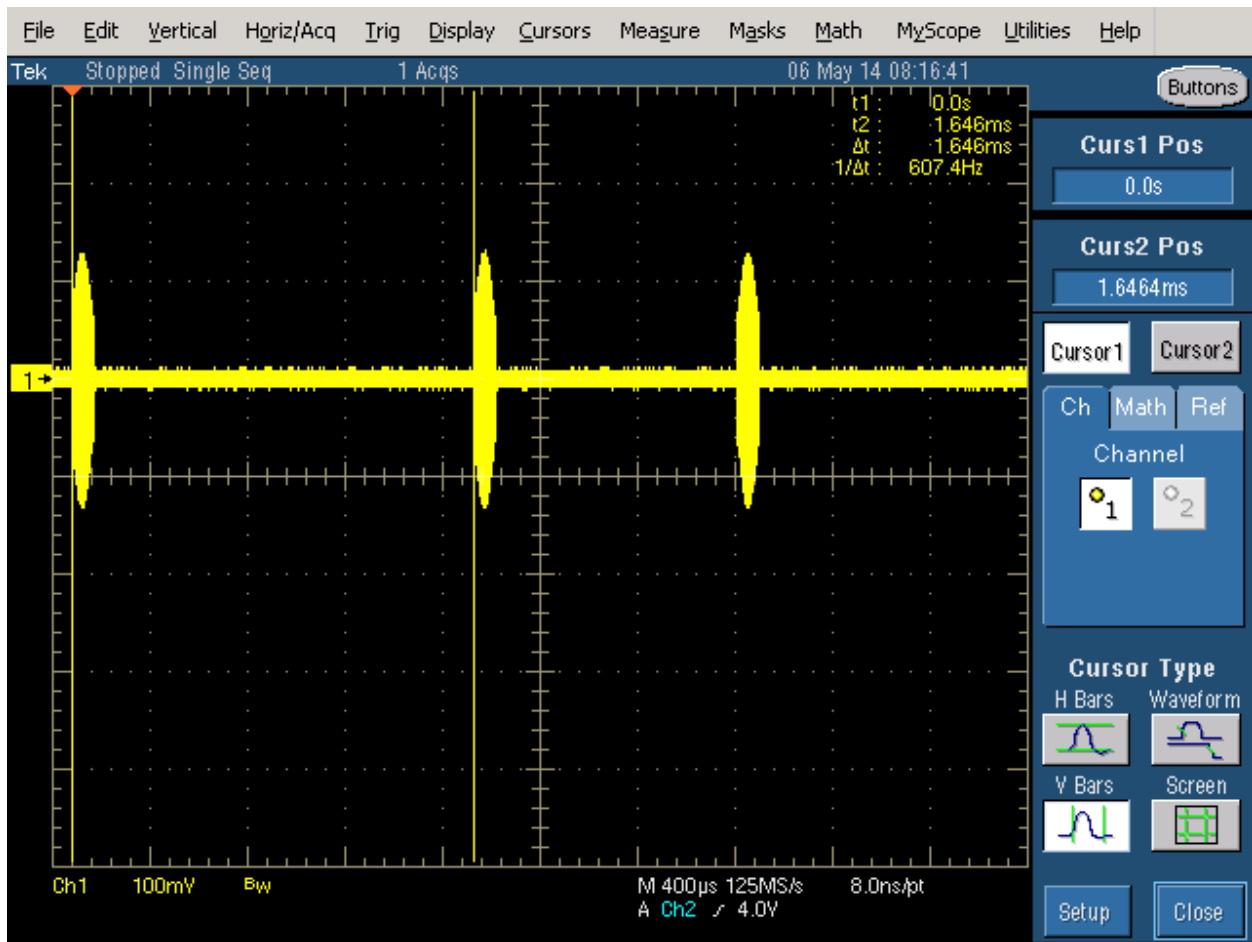 File Edit Vertical Horiz/Acq Trig Display Cursors Measure Masks Math MyScope Utilities Help
Tek Stopped Single Seq 1 Acqs 06 May 14 08:16:41
Buttons
t1 : 0.0s
t2 : 1.646ms
Δt : 1.646ms
1/Δt : 607.4Hz
Curs1 Pos
0.0s
Curs2 Pos
1.6464ms
Cursor1 Cursor2
1
Ch Math Ref
Channel
1 2
Cursor Type
H Bars Waveform
V Bars Screen
Ch1 100mV BW M 400µs 125MS/s 8.0ns/pt
A Ch2 4.0V
Setup Close